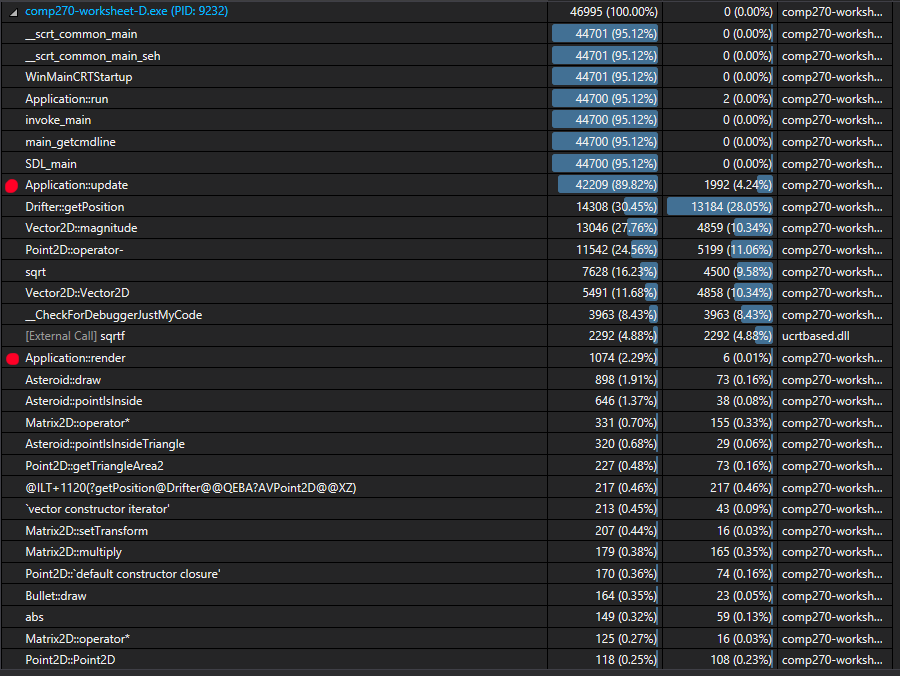 comp270-worksheet-D.exe (PID: 9232) 46995 (100.00%) 0 (0.00%) comp270-worksh...
__scrt_common_main 44701 (95.12%) 0 (0.00%) comp270-worksh...
__scrt_common_main_seh 44701 (95.12%) 0 (0.00%) comp270-worksh...
WinMainCRTStartup 44701 (95.12%) 0 (0.00%) comp270-worksh...
Application::run 44700 (95.12%) 2 (0.00%) comp270-worksh...
invoke_main 44700 (95.12%) 0 (0.00%) comp270-worksh...
main_getcmdline 44700 (95.12%) 0 (0.00%) comp270-worksh...
SDL_main 44700 (95.12%) 0 (0.00%) comp270-worksh...
Application::update 42209 (89.82%) 1992 (4.24%) comp270-worksh...
Drifter::getPosition 14308 (30.45%) 13184 (28.05%) comp270-worksh...
Vector2D::magnitude 13046 (27.76%) 4859 (10.34%) comp270-worksh...
Point2D::operator- 11542 (24.56%) 5199 (11.06%) comp270-worksh...
sqrt 7628 (16.23%) 4500 (9.58%) comp270-worksh...
Vector2D::Vector2D 5491 (11.68%) 4858 (10.34%) comp270-worksh...
__CheckForDebuggerJustMyCode 3963 (8.43%) 3963 (8.43%) comp270-worksh...
[External Call] sqrtf 2292 (4.88%) 2292 (4.88%) ucrtbased.dll
Application::render 1074 (2.29%) 6 (0.01%) comp270-worksh...
Asteroid::draw 898 (1.91%) 73 (0.16%) comp270-worksh...
Asteroid::pointIsInside 646 (1.37%) 38 (0.08%) comp270-worksh...
Matrix2D::operator* 331 (0.70%) 155 (0.33%) comp270-worksh...
Asteroid::pointIsInsideTriangle 320 (0.68%) 29 (0.06%) comp270-worksh...
Point2D::getTriangleArea2 227 (0.48%) 73 (0.16%) comp270-worksh...
@ILT+1120(?getPosition@Drifter@@QEBA?AVPoint2D@@XZ) 217 (0.46%) 217 (0.46%) comp270-worksh...
`vector constructor iterator' 213 (0.45%) 43 (0.09%) comp270-worksh...
Matrix2D::setTransform 207 (0.44%) 16 (0.03%) comp270-worksh...
Matrix2D::multiply 179 (0.38%) 165 (0.35%) comp270-worksh...
Point2D::`default constructor closure' 170 (0.36%) 74 (0.16%) comp270-worksh...
Bullet::draw 164 (0.35%) 23 (0.05%) comp270-worksh...
abs 149 (0.32%) 59 (0.13%) comp270-worksh...
Matrix2D::operator* 125 (0.27%) 16 (0.03%) comp270-worksh...
Point2D::Point2D 118 (0.25%) 108 (0.23%) comp270-worksh...